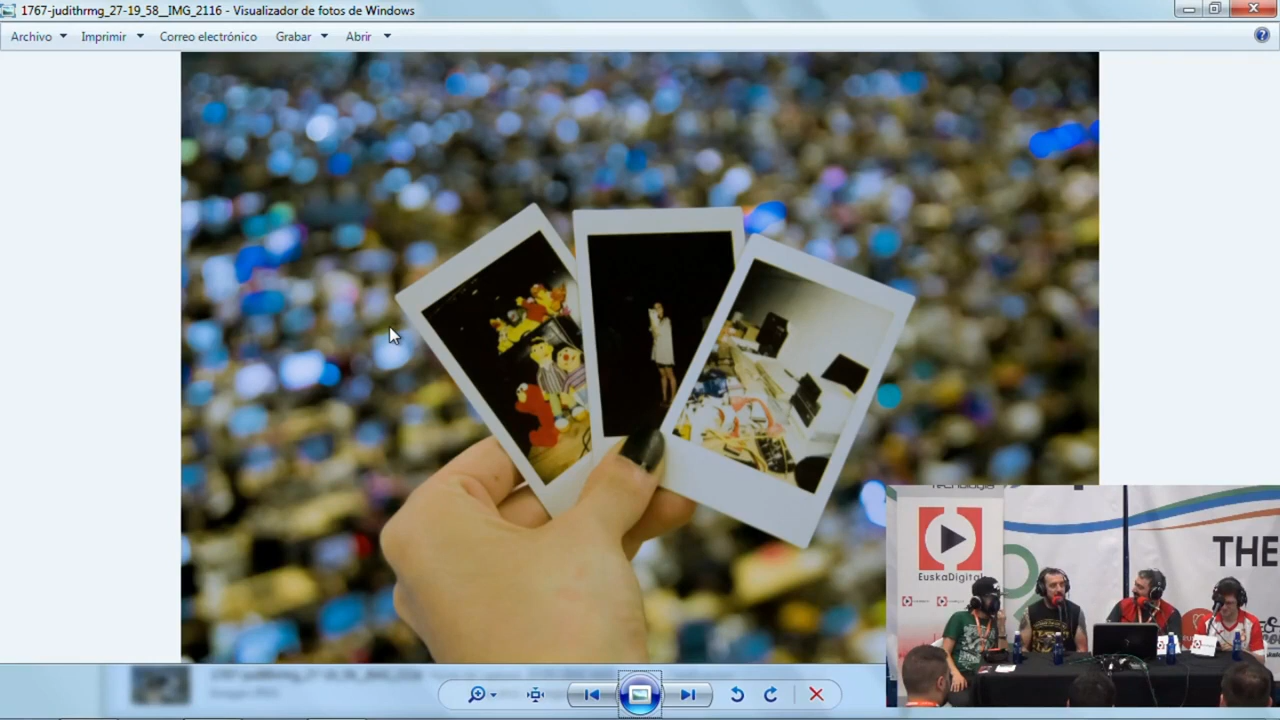 1767-judithrmg_27-19_58__IMG_2116 - Visualizador de fotos de Windows
Archivo Imprimir Correo electrónico Grabar Abrir
EuskaDigital
THE